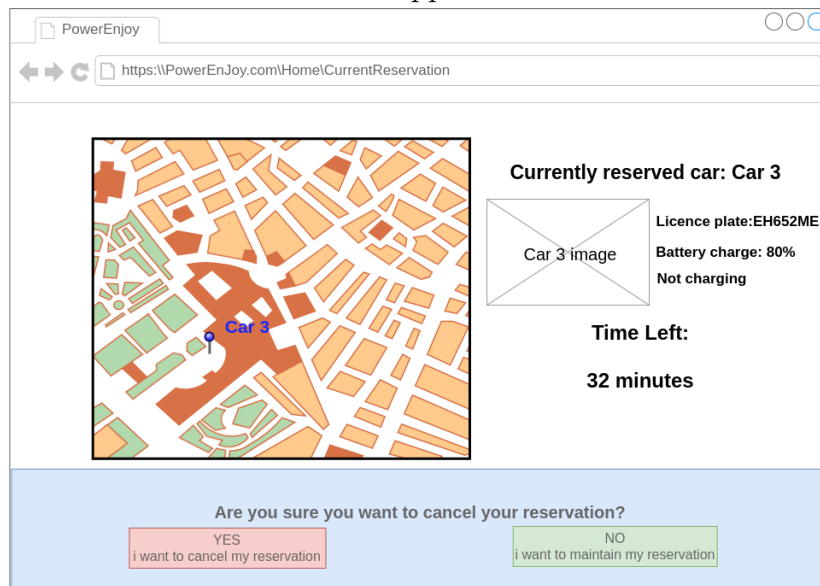 PowerEnjoy
https:\\PowerEnJoy.com\Home\CurrentReservation
Currently reserved car: Car 3
Car 3 image
Licence plate:EH652ME
Battery charge: 80%
Not charging
Car 3
Time Left:
32 minutes
Are you sure you want to cancel your reservation?
YES
i want to cancel my reservation
NO
i want to maintain my reservation